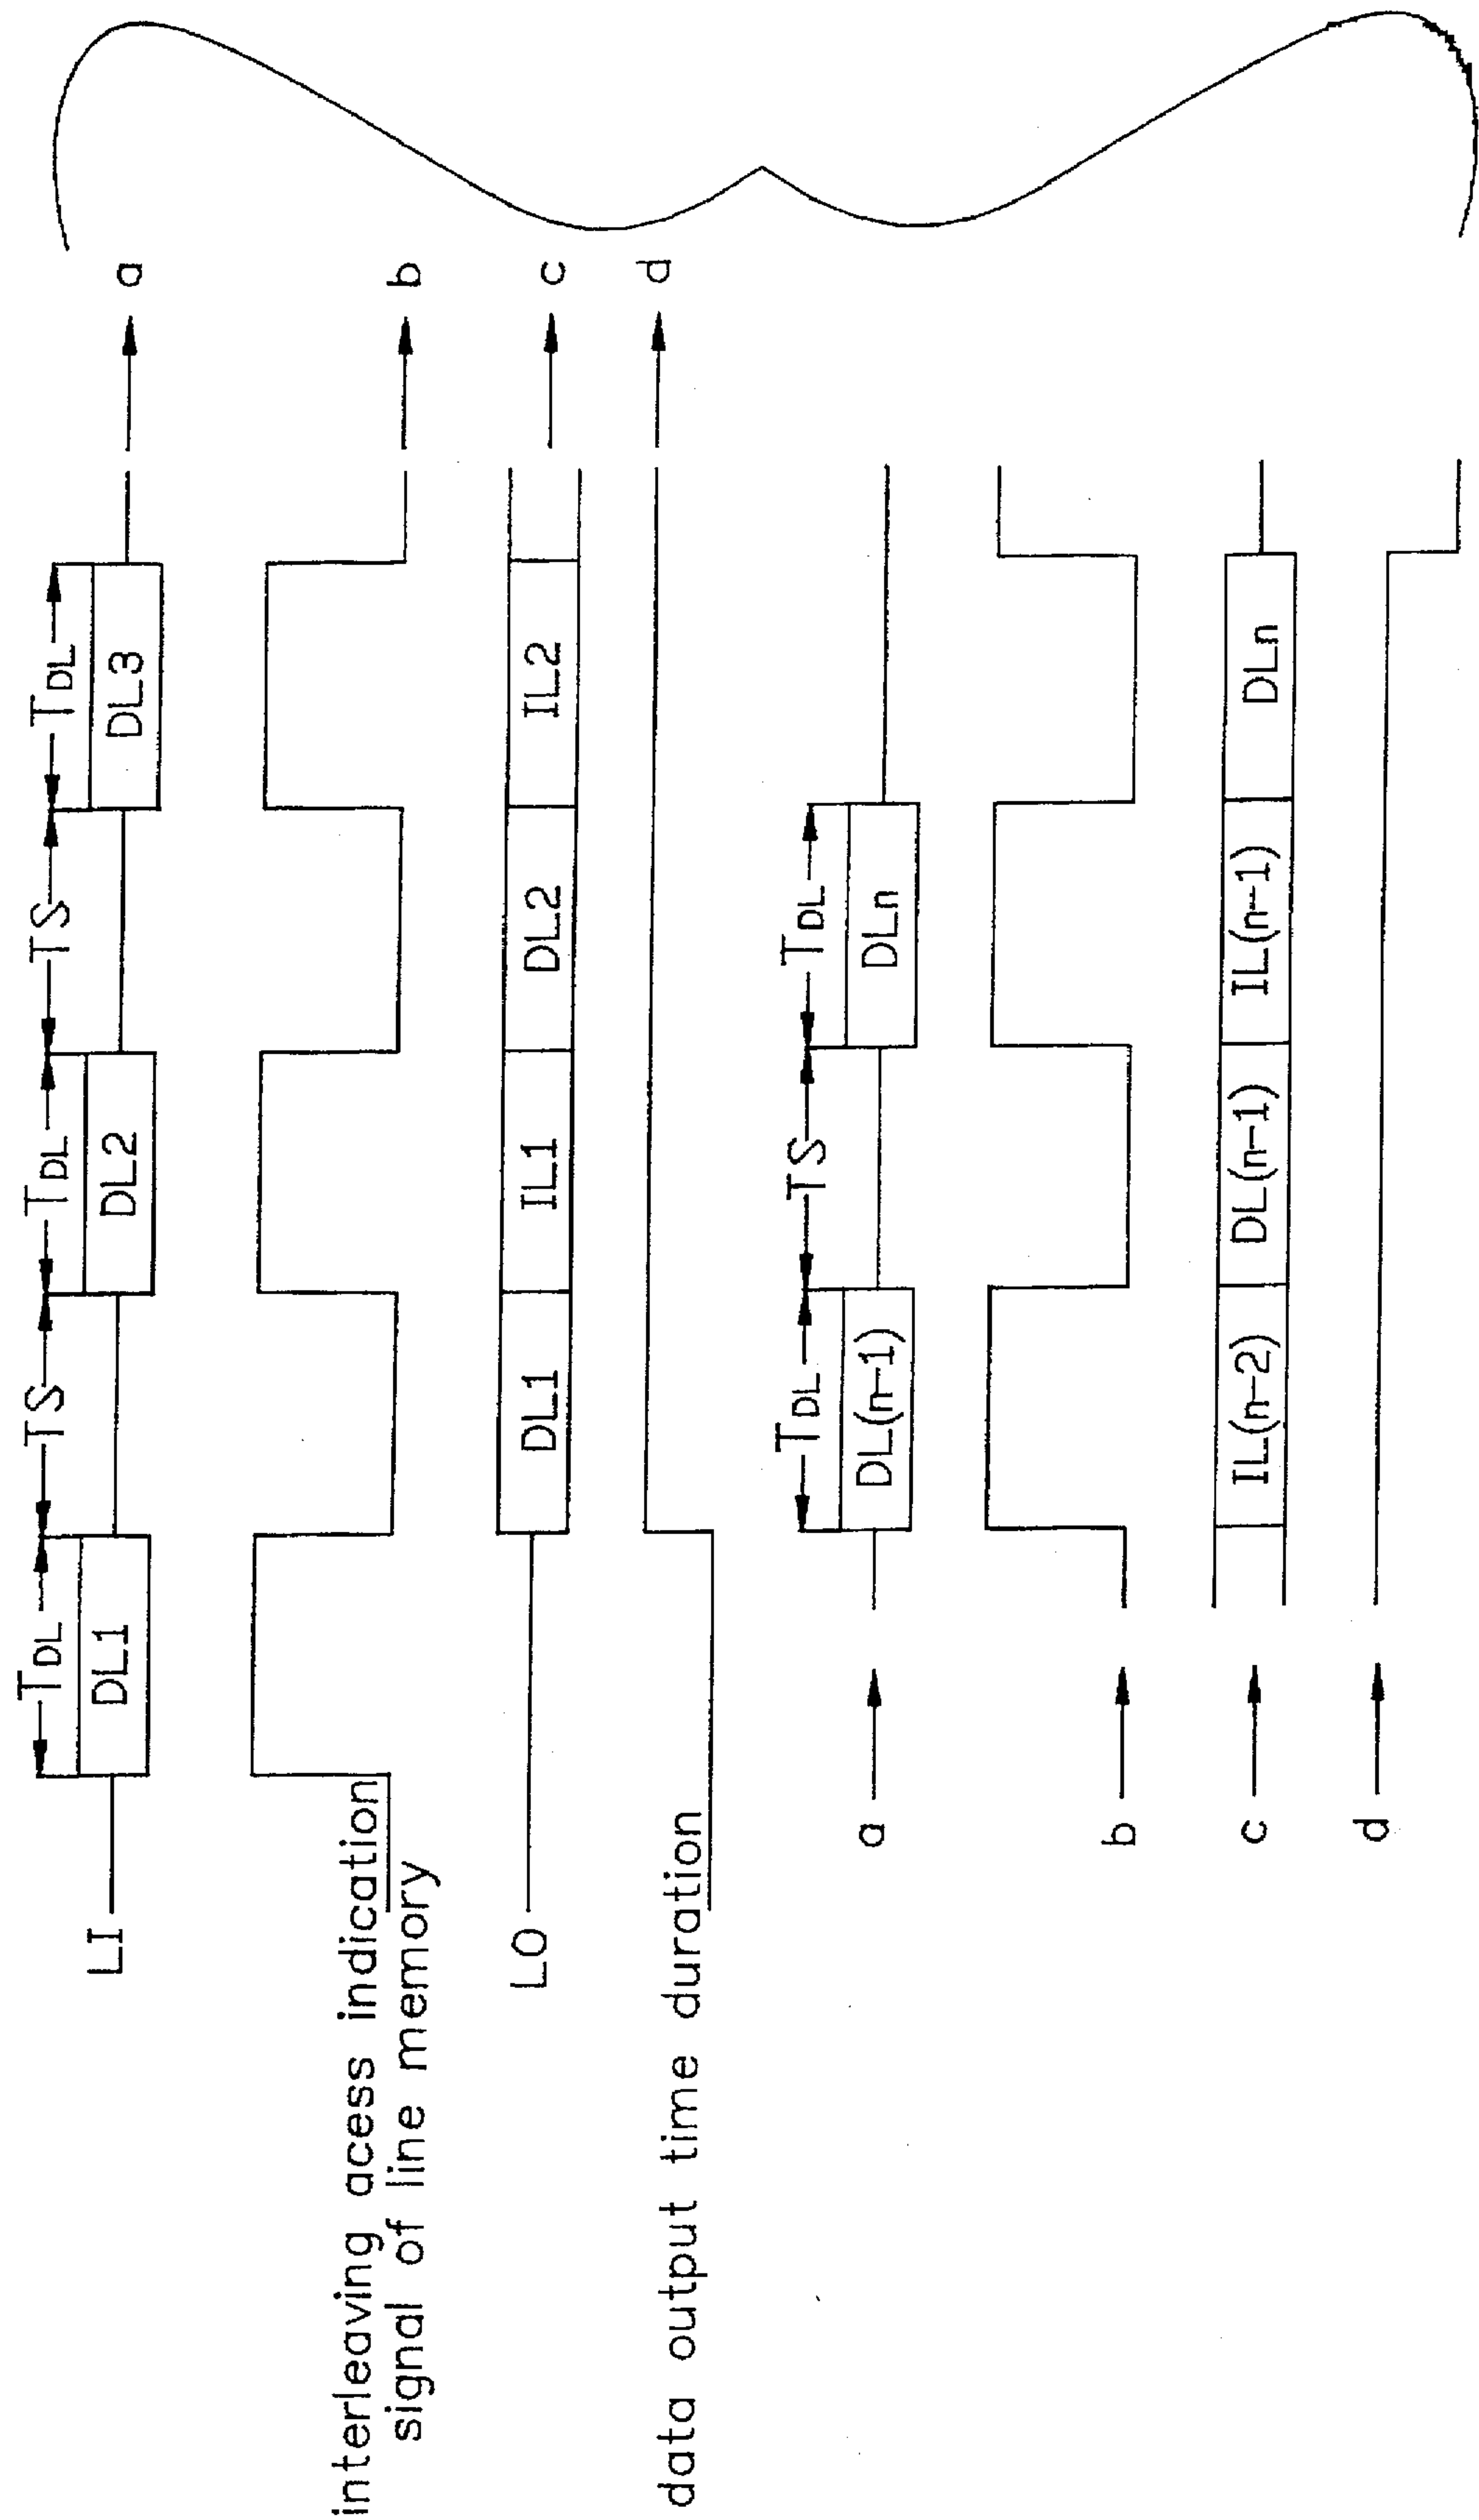 TDL TS TDL TS TDL
LI DL1 DL2 DL3 a
interleaving acess indication
signal of line memory b
LO DL1 IL1 DL2 IL2 c
data output time duration d
TDL TS TDL
a DL(n-1) DLn
b
c IL(n-2) DL(n-1) IL(n-1) DLn
d